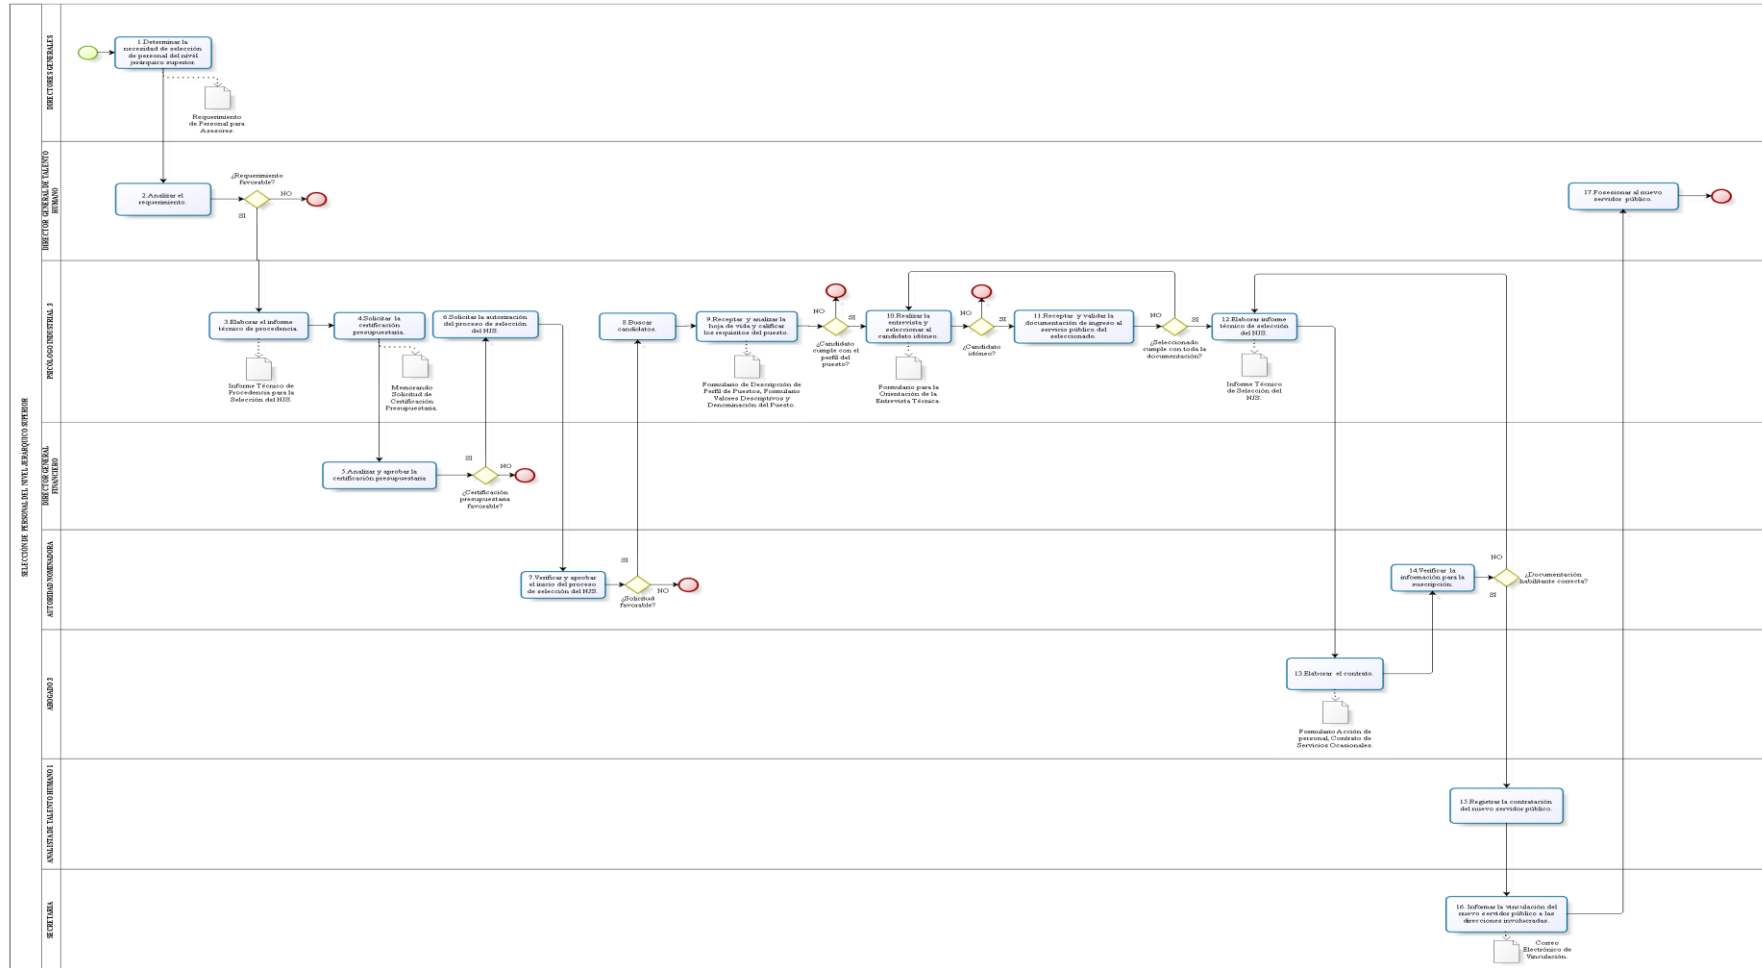 SELECCIÓN DE PERSONAL DEL NIVEL JERÁRQUICO SUPERIOR
DIRECTORES GENERALES
1.Determinar la
necesidad de selección
de personal del nivel
jerárquico superior.
Requerimiento
de Personal para
Asesores.
DIRECTOR GENERAL DE TALENTO
HUMANO
2.Analizar el
requerimiento.
¿Requerimiento
favorable?
NO
SI
17.Posesionar al nuevo
servidor público.
PSICÓLOGO INDUSTRIAL 3
3.Elaborar el informe
técnico de procedencia.
Informe Técnico de
Procedencia para la
Selección del NJS.
4.Solicitar la
certificación
presupuestaria.
Memorando
Solicitud de
Certificación
Presupuestaria.
6.Solicitar la autorización
del proceso de selección
del NJS.
8.Buscar
candidatos.
9.Receptar y analizar la
hoja de vida y calificar
los requisitos del puesto.
Formulario de Descripción de
Perfil de Puestos, Formulario
Valores Descriptivos y
Denominación del Puesto.
NO
SI
¿Candidato
cumple con el
perfil del
puesto?
10.Realizar la
entrevista y
seleccionar al
candidato idóneo.
Formulario para la
Orientación de la
Entrevista Técnica.
NO
SI
¿Candidato
idóneo?
11.Receptar y validar la
documentación de ingreso al
servicio público del
seleccionado.
NO
SI
¿Seleccionado
cumple con toda la
documentación?
12.Elaborar informe
técnico de selección
del NJS.
Informe Técnico
de Selección del
NJS.
DIRECTOR GENERAL
FINANCIERO
5.Analizar y aprobar la
certificación presupuestaria
SI
NO
¿Certificación
presupuestaria
favorable?
AUTORIDAD NOMINADORA
7.Verificar y aprobar
el inicio del proceso
de selección del NJS.
SI
NO
¿Solicitud
favorable?
14.Verificar la
información para la
suscripción.
NO
SI
¿Documentación
habilitante correcta?
ABOGADO 3
13.Elaborar el contrato.
Formulario Acción de
personal, Contrato de
Servicios Ocasionales.
ANALISTA DE TALENTO HUMANO 1
15.Registrar la contratación
del nuevo servidor público.
SECRETARIA
16. Informar la vinculación del
nuevo servidor público a las
direcciones involucradas.
Correo
Electrónico de
Vinculación.